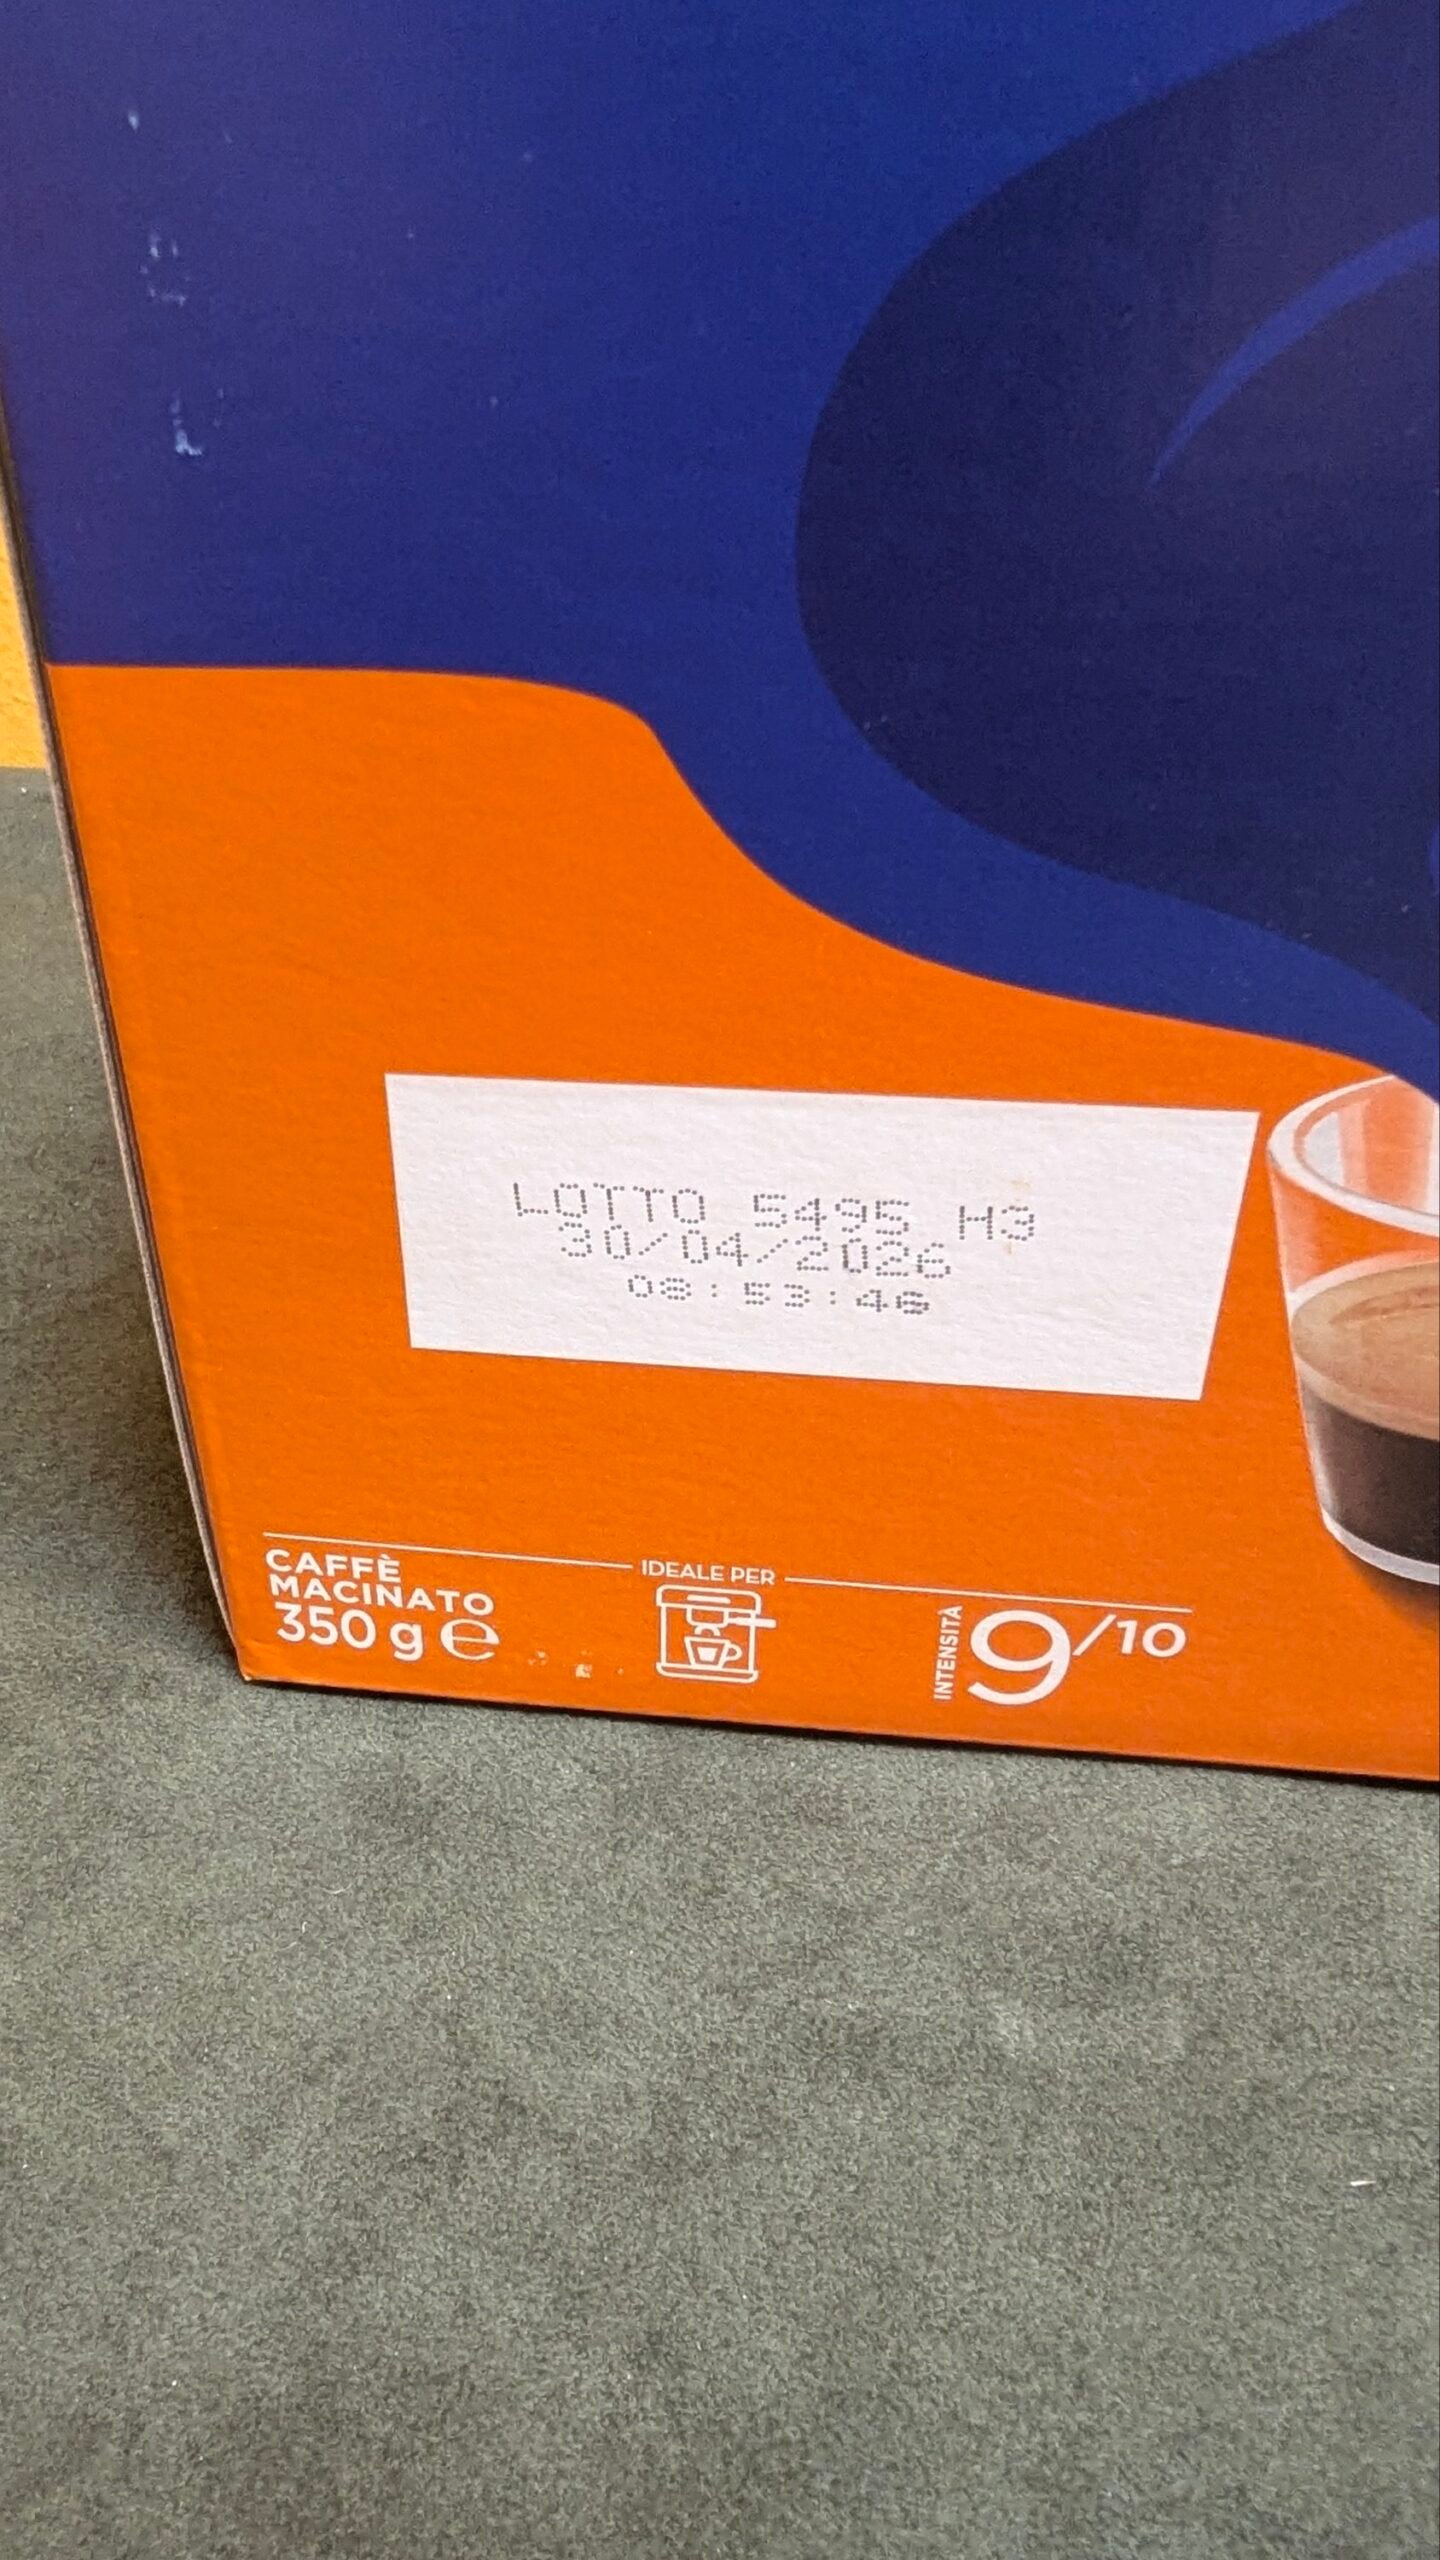 LOTTO 5495 H3
30/04/2026
08:53:46
CAFFÈ
MACINATO
350 g e
IDEALE PER
INTENSITÀ
9/10